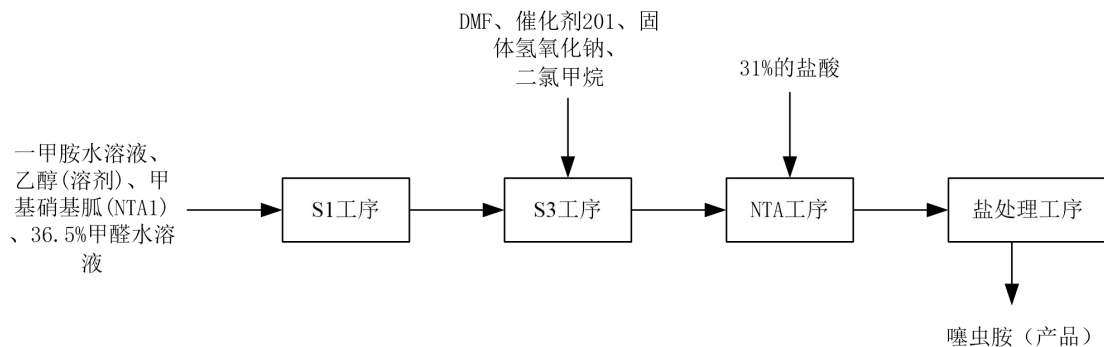 DMF、催化剂201、固
体氢氧化钠、
二氯甲烷
31%的盐酸
一甲胺水溶液、
乙醇(溶剂)、甲
基硝基胍(NTA1)
、36.5%甲醛水溶
液
S1工序
S3工序
NTA工序
盐处理工序
噻虫胺（产品）